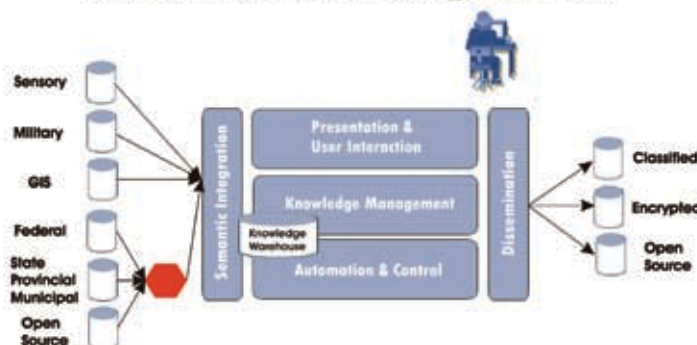 Sensory
Military
GIS
Federal
State
Provincial
Municipal
Open
Source
Semantic Integration
Presentation &
User Interaction
Knowledge Management
Knowledge
Warehouse
Automation & Control
Dissemination
Classified
Encrypted
Open
Source